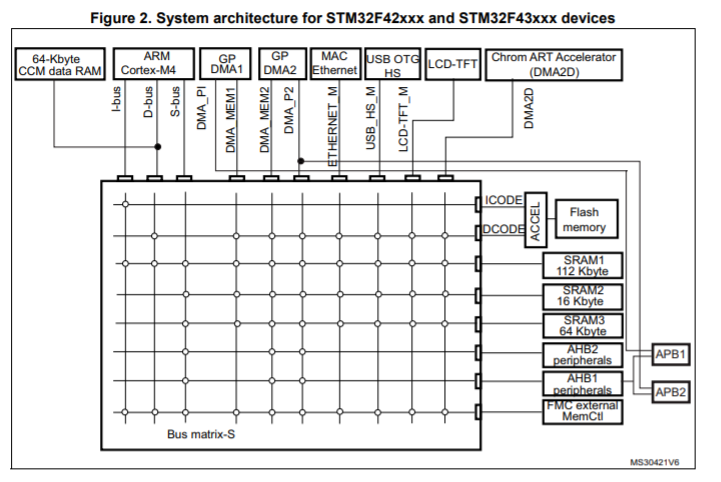 Figure 2. System architecture for STM32F42xxx and STM32F43xxx devices
64-Kbyte
CCM data RAM
ARM
Cortex-M4
GP
DMA1
GP
DMA2
MAC
Ethernet
USB OTG
HS
LCD-TFT
Chrom ART Accelerator
(DMA2D)
I-bus
D-bus
S-bus
DMA_PI
DMA_MEM1
DMA_MEM2
DMA_P2
ETHERNET_M
USB_HS_M
LCD-TFT_M
DMA2D
ICODE
DCODE
ACCEL
Flash
memory
SRAM1
112 Kbyte
SRAM2
16 Kbyte
SRAM3
64 Kbyte
AHB2
peripherals
AHB1
peripherals
FMC external
MemCtl
APB1
APB2
Bus matrix-S
MS30421V6